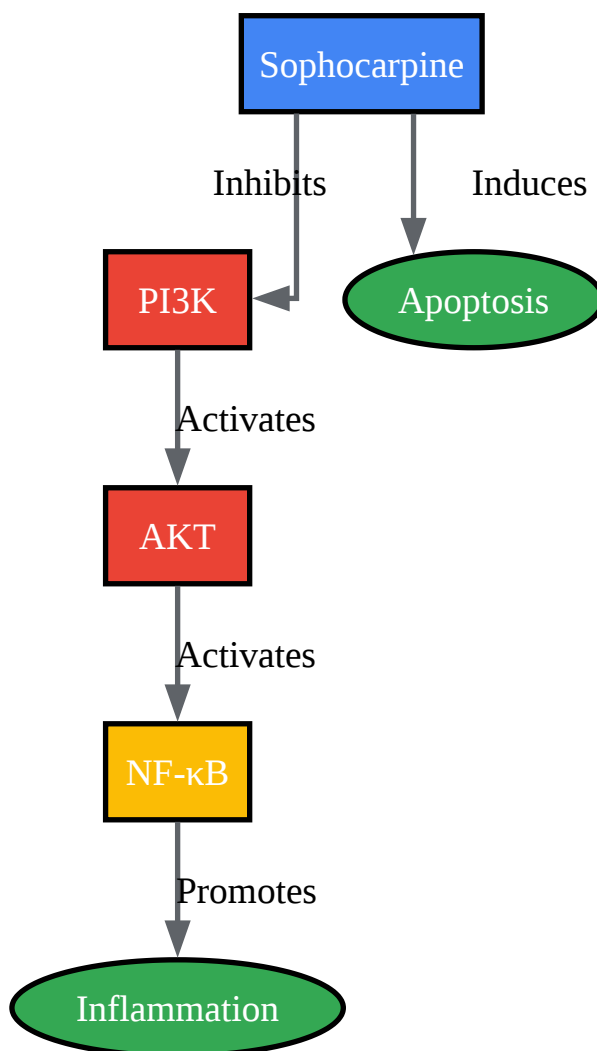 Sophocarpine
Inhibits
Induces
PI3K
Apoptosis
Activates
AKT
Activates
NF-κB
Promotes
Inflammation